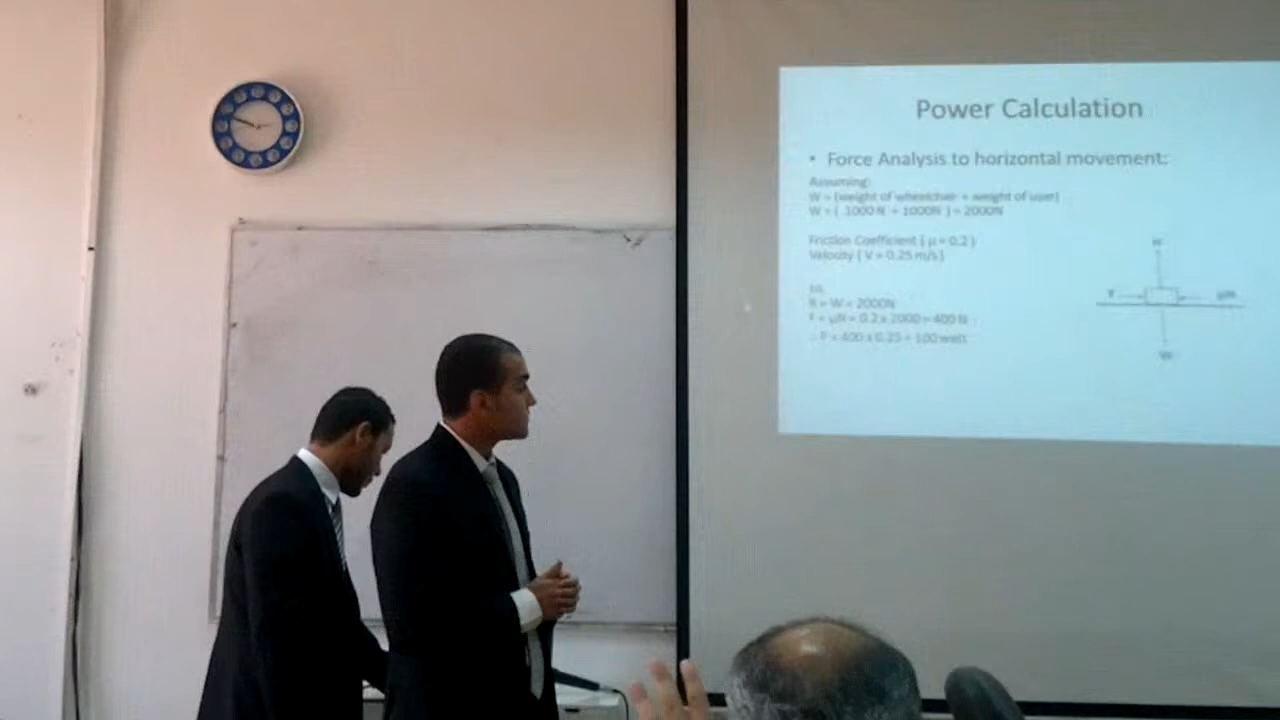 Power Calculation
• Force Analysis to horizontal movement:
Assuming:
W = (weight of wheelchair + weight of user)
W = ( 1000 N + 1000N ) = 2000N
Friction Coefficient ( μ = 0.2 )
Velocity ( V = 0.25 m/s )
N = W = 2000N
F = μN = 0.2 x 2000 = 400 N
∴ P = 400 x 0.25 = 100 watt
N
F
W